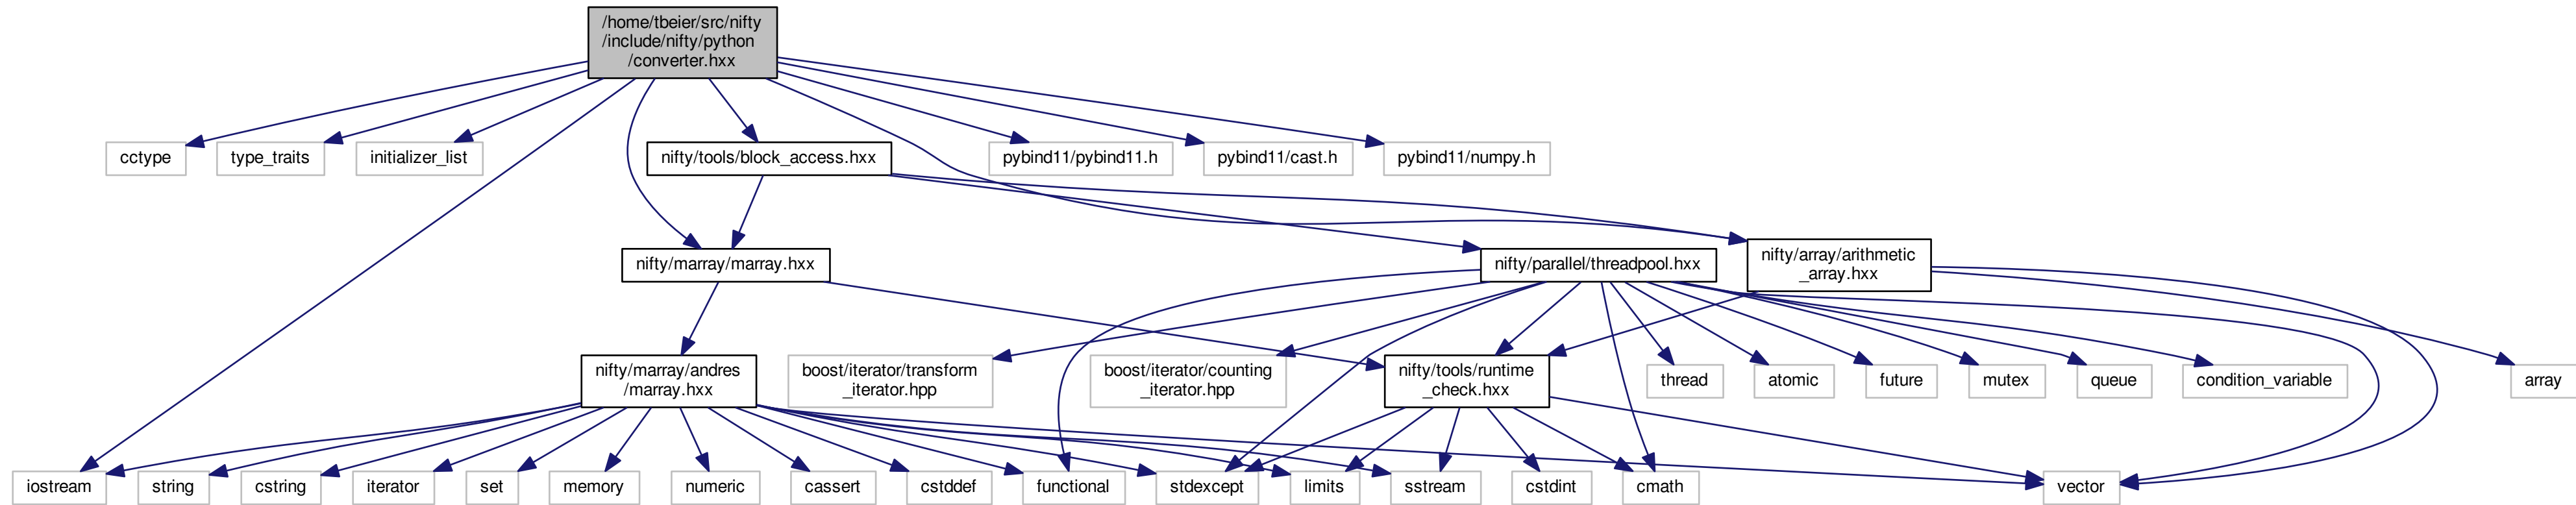 /home/tbeier/src/nifty
/include/nifty/python
/converter.hxx
cctype
type_traits
initializer_list
nifty/tools/block_access.hxx
pybind11/pybind11.h
pybind11/cast.h
pybind11/numpy.h
nifty/marray/marray.hxx
nifty/parallel/threadpool.hxx
nifty/array/arithmetic
_array.hxx
nifty/marray/andres
/marray.hxx
boost/iterator/transform
_iterator.hpp
boost/iterator/counting
_iterator.hpp
nifty/tools/runtime
_check.hxx
thread
atomic
future
mutex
queue
condition_variable
array
iostream
string
cstring
iterator
set
memory
numeric
cassert
cstddef
functional
stdexcept
limits
sstream
cstdint
cmath
vector